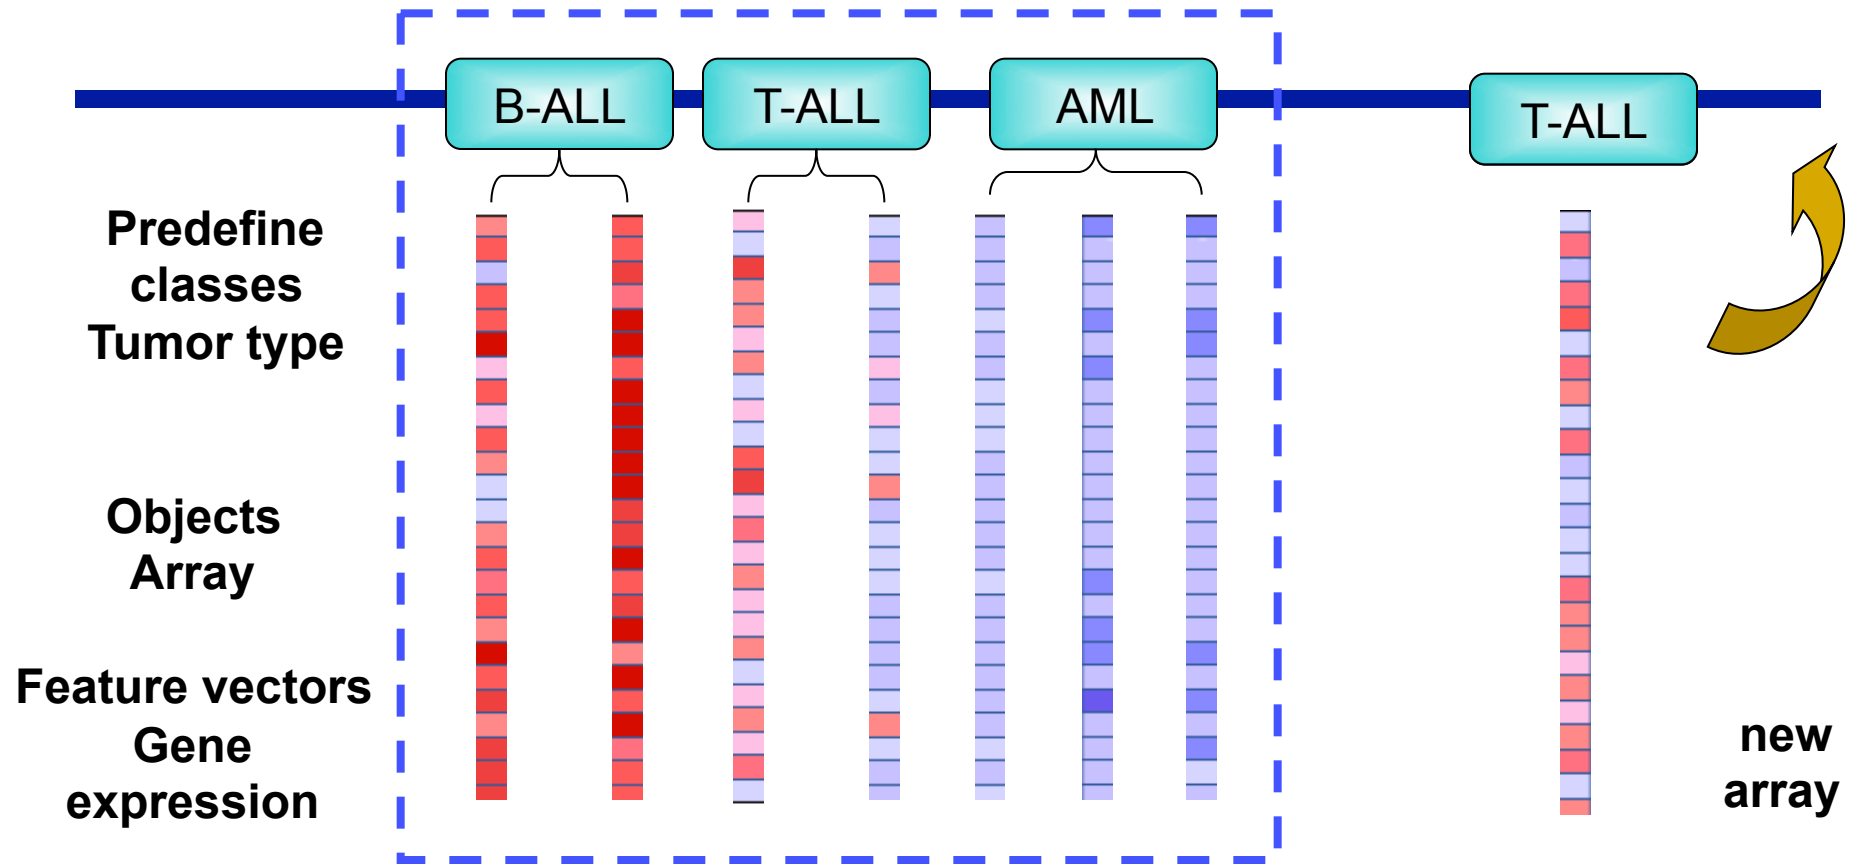 B-ALL
T-ALL
AML
T-ALL
Predefine
classes
Tumor type
Objects
Array
Feature vectors
Gene
expression
new
array